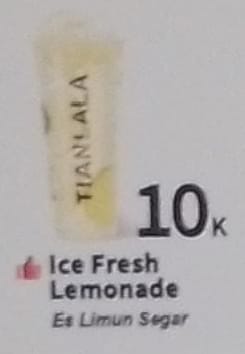 TIANLALA
10K
Ice Fresh
Lemonade
Es Limun Segar